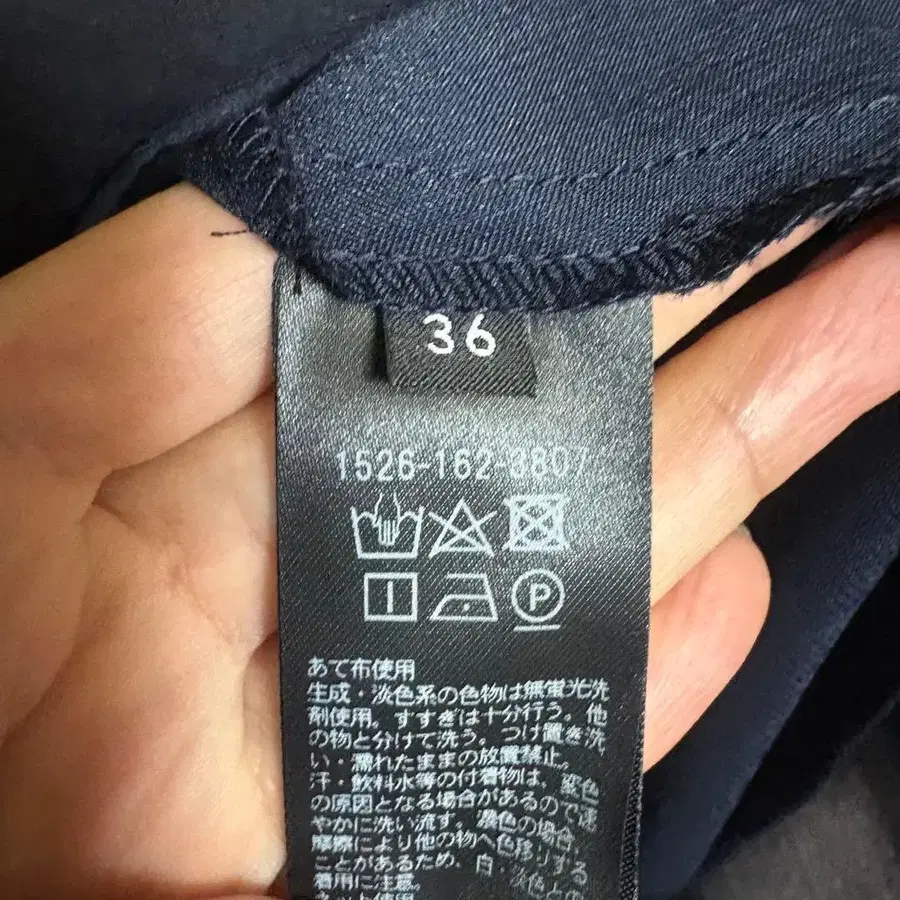 36
1526-162-3807
P
あて布使用
生成・淡色系の色物は無蛍光洗
剤使用。すすぎは十分行う。他
の物と分けて洗う。つけ置き洗
い・濡れたままの放置禁止。
汗・飲料水等の付着物は、変色
の原因となる場合があるので速
やかに洗い流す。濃色の場合、
摩擦により他の物へ色移りする
ことがあるため、白・淡色との
着用に注意。
ネット使用